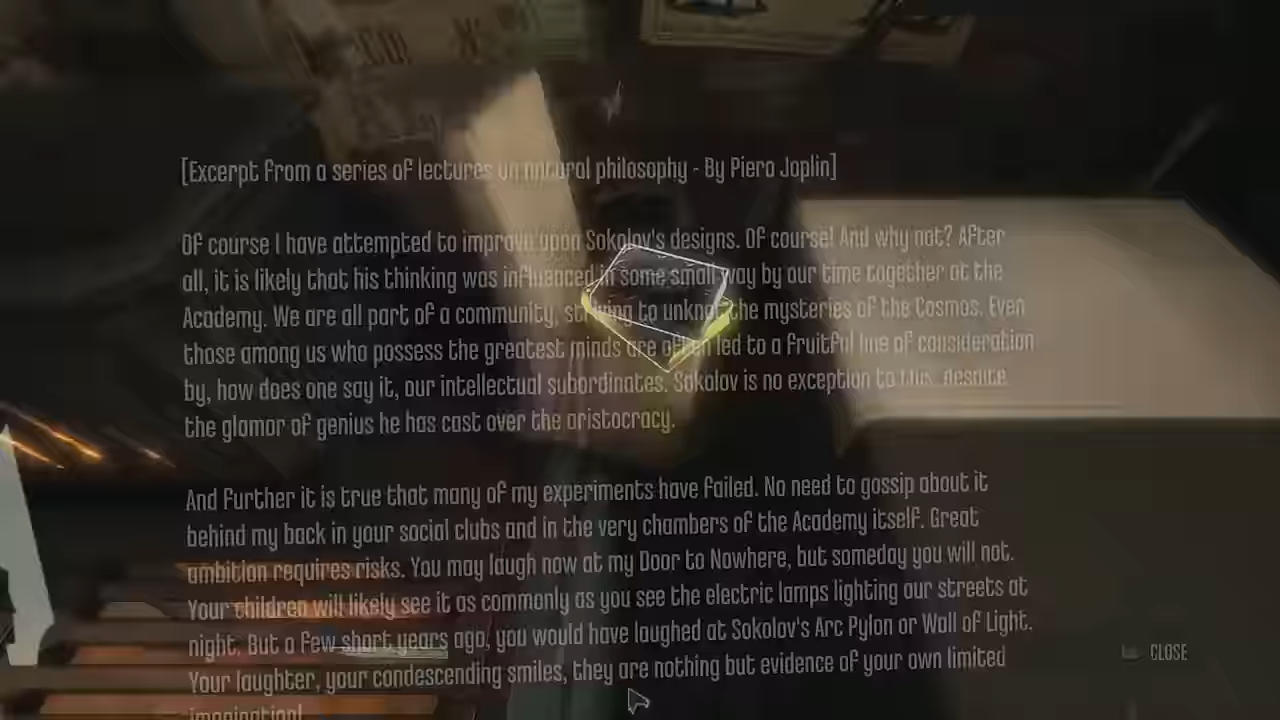 [Excerpt from a series of lectures on natural philosophy - By Piero Joplin]
Of course I have attempted to improve upon Sokolov's designs. Of course! And why not? After
all, it is likely that his thinking was influenced in some small way by our time together at the
Academy. We are all part of a community, striving to unknot the mysteries of the Cosmos. Even
those among us who possess the greatest minds are often led to a fruitful line of consideration
by, how does one say it, our intellectual subordinates. Sokolov is no exception to this, despite
the glamor of genius he has cast over the aristocracy.
And further it is true that many of my experiments have failed. No need to gossip about it
behind my back in your social clubs and in the very chambers of the Academy itself. Great
ambition requires risks. You may laugh now at my Door to Nowhere, but someday you will not.
Your children will likely see it as commonly as you see the electric lamps lighting our streets at
night. But a few short years ago, you would have laughed at Sokolov's Arc Pylon or Wall of Light.
Your laughter, your condescending smiles, they are nothing but evidence of your own limited
imagination!
CLOSE